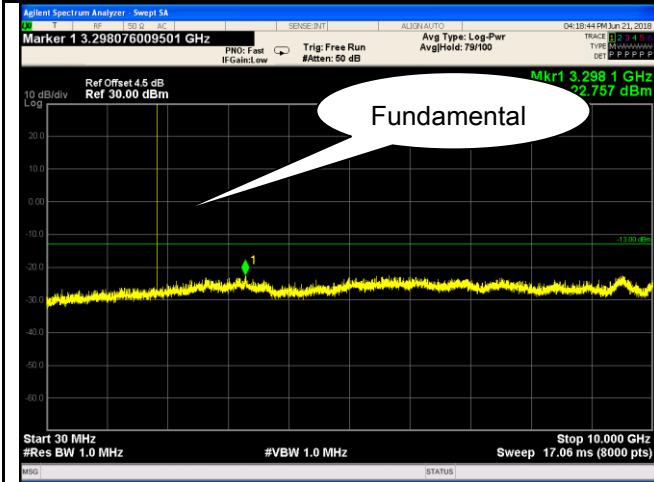 Agilent Spectrum Analyzer - Swept SA
T RF 50 Ω AC SENSE:INT ALIGN AUTO 04:18:44 PM Jun 21, 2018
Marker 1 3.298076009501 GHz
PNO: Fast
IFGain:Low
Trig: Free Run
#Atten: 50 dB
Avg Type: Log-Pwr
Avg|Hold: 79/100
TRACE 1 2 3 4 5 6
TYPE M
DET P P P P P P
Mkr1 3.298 1 GHz
22.757 dBm
Ref Offset 4.5 dB
10 dB/div Ref 30.00 dBm
Log
Fundamental
20.0
10.0
0.00
-10.0
-13.00 dBm
1
-20.0
-30.0
-40.0
-50.0
-60.0
Start 30 MHz Stop 10.000 GHz
#Res BW 1.0 MHz #VBW 1.0 MHz Sweep 17.06 ms (8000 pts)
MSG STATUS